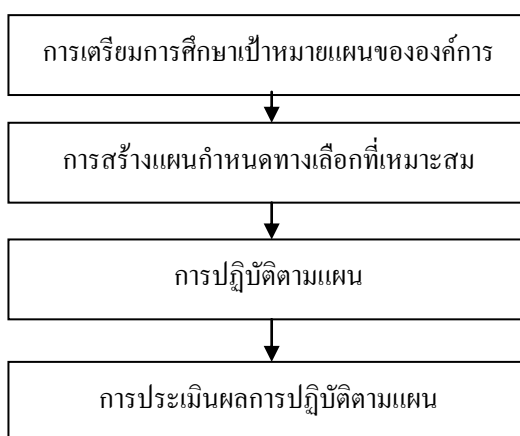 การเตรียมการศึกษาเป้าหมายแผนขององค์การ
การสร้างแผนกำหนดทางเลือกที่เหมาะสม
การปฏิบัติตามแผน
การประเมินผลการปฏิบัติตามแผน